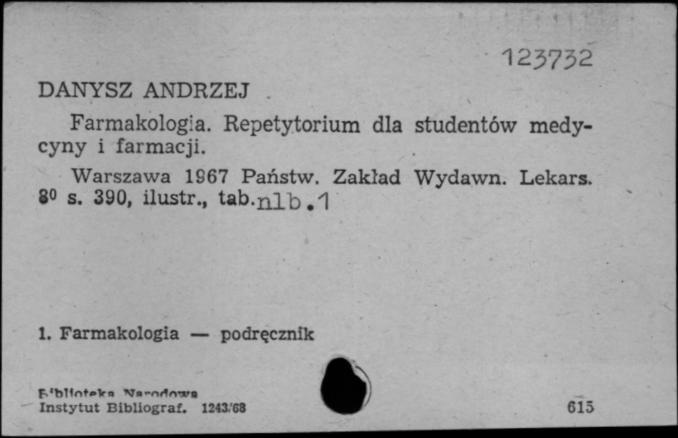 123732
DANYSZ ANDRZEJ
Farmakologia. Repetytorium dla studentów medy-
cyny i farmacji.
Warszawa 1967 Państw. Zakład Wydawn. Lekars.
8⁰ s. 390, ilustr., tab. nlb. 1
1. Farmakologia — podręcznik
Biblioteka Narodowa
Instytut Bibliograf. 1243/68
615